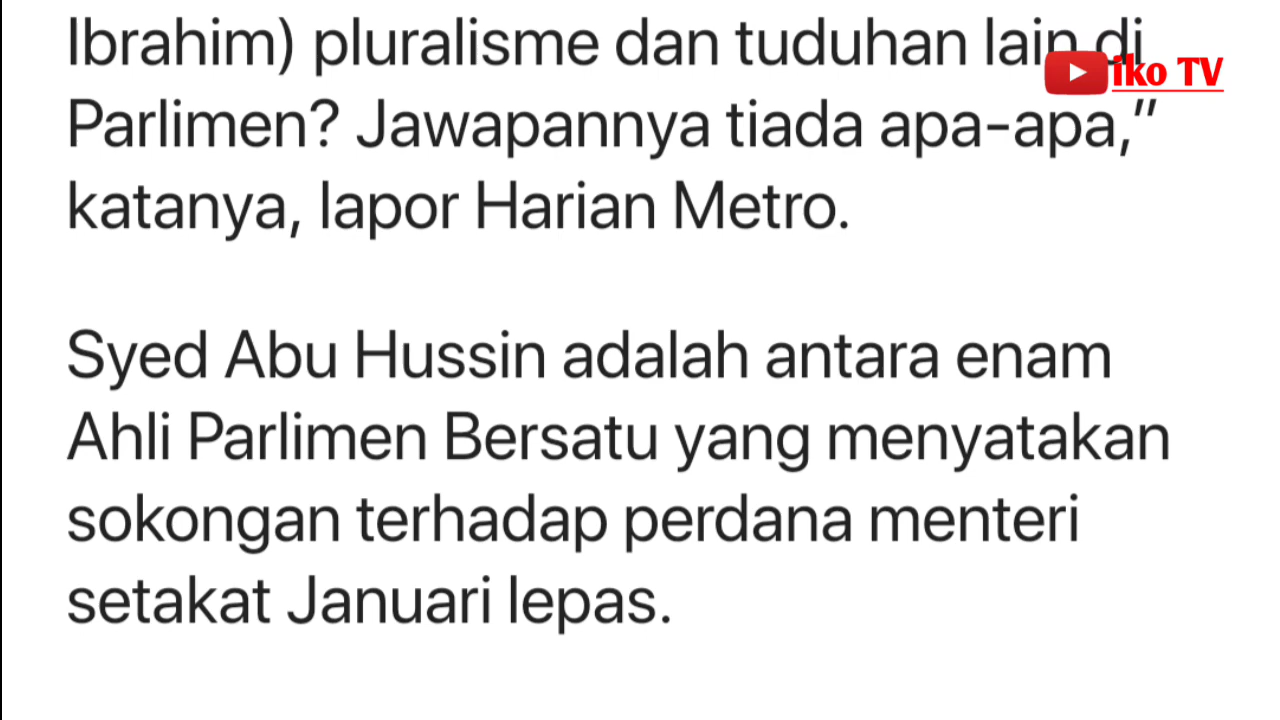 Ibrahim) pluralisme dan tuduhan lain di
iko TV
Parlimen? Jawapannya tiada apa-apa,”
katanya, lapor Harian Metro.
Syed Abu Hussin adalah antara enam
Ahli Parlimen Bersatu yang menyatakan
sokongan terhadap perdana menteri
setakat Januari lepas.